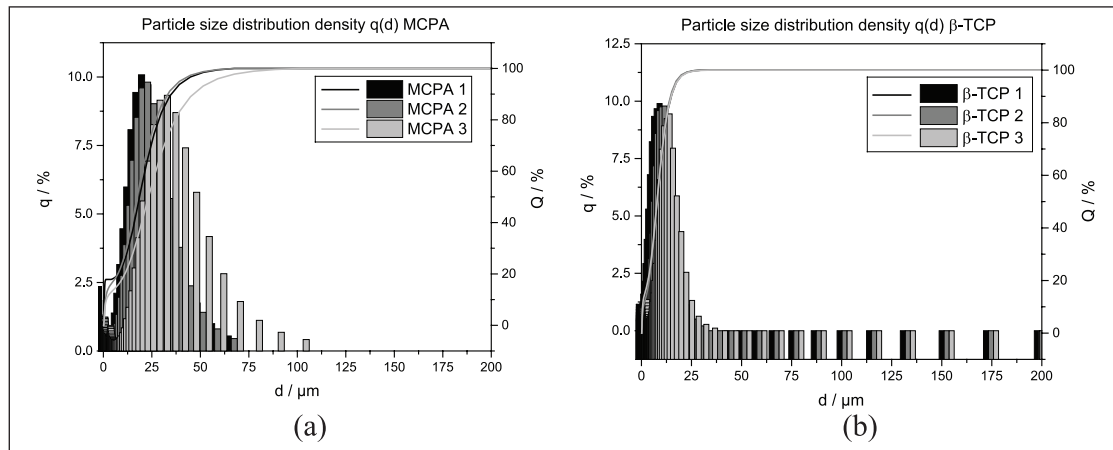 Particle size distribution density q(d) MCPA
10.0
7.5
5.0
2.5
0.0
q / %
MCPA 1
MCPA 2
MCPA 3
100
80
60
40
20
0
Q / %
0 25 50 75 100 125 150 175 200
d / µm
(a)
Particle size distribution density q(d) β-TCP
12.5
10.0
7.5
5.0
2.5
0.0
q / %
β-TCP 1
β-TCP 2
β-TCP 3
100
80
60
40
20
0
Q / %
0 25 50 75 100 125 150 175 200
d / µm
(b)